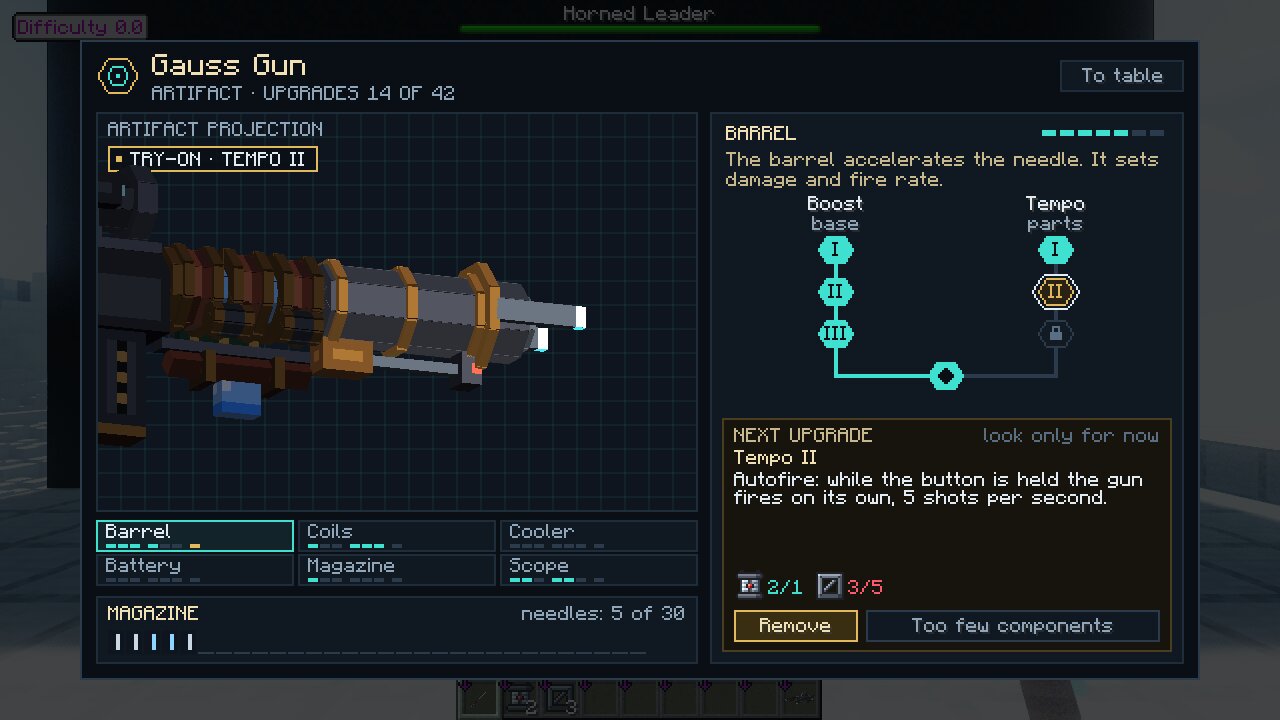 Horned Leader
Difficulty 0.0
Gauss Gun
ARTIFACT · UPGRADES 14 OF 42
To table
ARTIFACT PROJECTION
TRY-ON · TEMPO II
BARREL
The barrel accelerates the needle. It sets
damage and fire rate.
Boost
base
Tempo
parts
I
I
II
II
III
NEXT UPGRADE
look only for now
Tempo II
Autofire: while the button is held the gun
fires on its own, 5 shots per second.
2/1
3/5
Remove
Too few components
Barrel
Coils
Cooler
Battery
Magazine
Scope
MAGAZINE
needles: 5 of 30
2
3